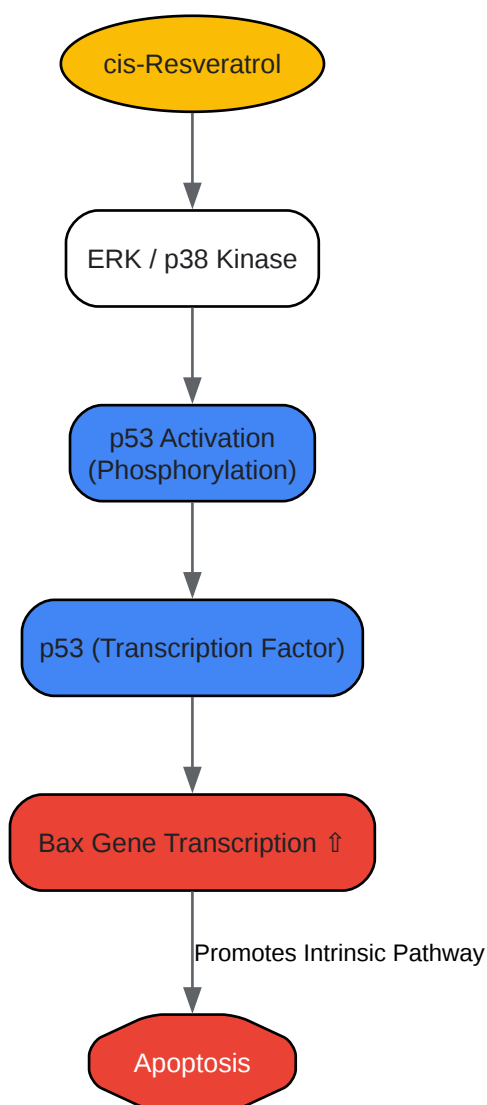 cis-Resveratrol
ERK / p38 Kinase
p53 Activation
(Phosphorylation)
p53 (Transcription Factor)
Bax Gene Transcription ⇧
Promotes Intrinsic Pathway
Apoptosis